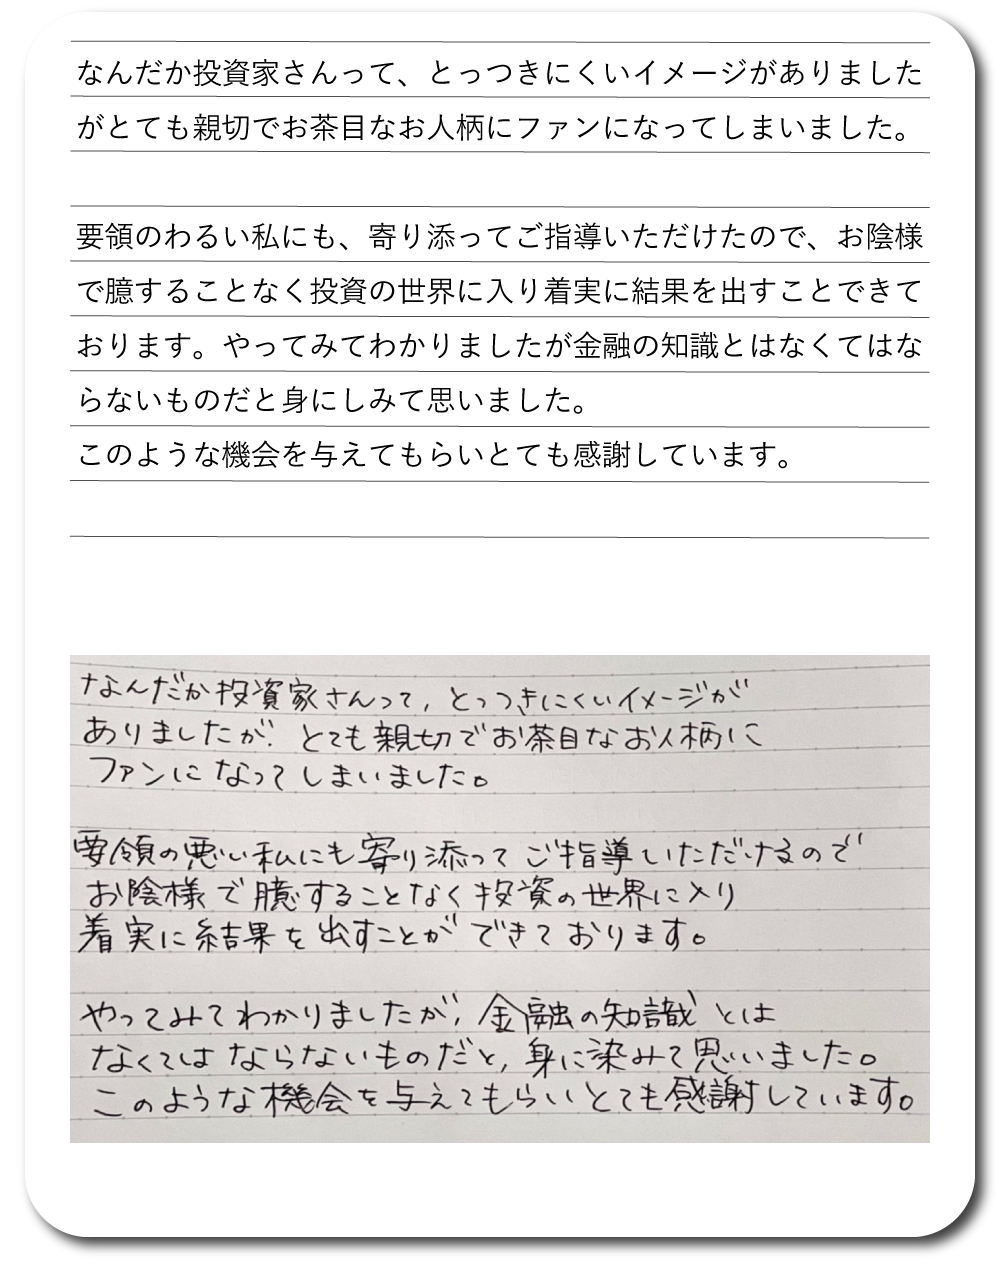 なんだか投資家さんって、とっつきにくいイメージがありました
がとても親切でお茶目なお人柄にファンになってしまいました。
要領のわるい私にも、寄り添ってご指導いただけたので、お陰様
で臆することなく投資の世界に入り着実に結果を出すことできて
おります。やってみてわかりましたが金融の知識とはなくてはな
らないものだと身にしみて思いました。
このような機会を与えてもらいとても感謝しています。
なんだか投資家さんって、とっつきにくいイメージが
ありましたが、とても親切でお茶目なお人柄に
ファンになってしまいました。
要領の悪い私にも寄り添ってご指導いただけるので
お陰様で臆することなく投資の世界に入り
着実に結果を出すことができております。
やってみてわかりましたが、金融の知識とは
なくてはならないものだと、身に染みて思いました。
このような機会を与えてもらいとても感謝しています。